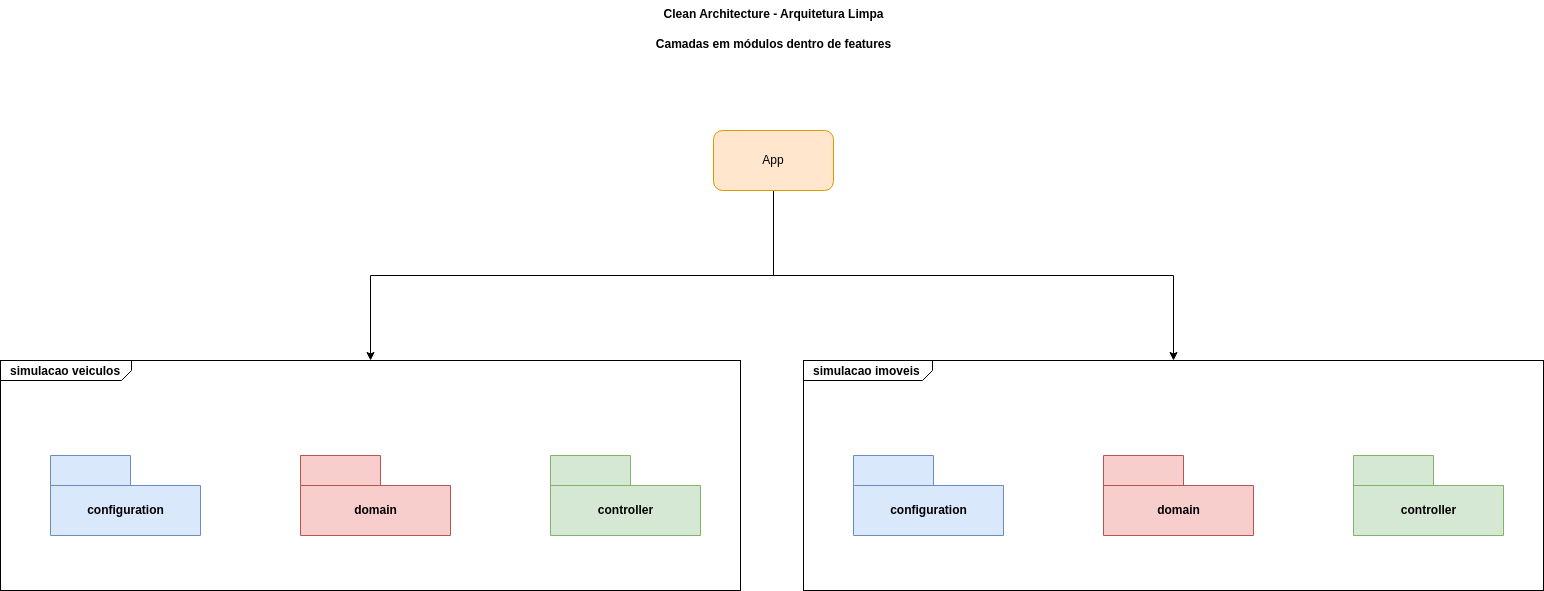 Clean Architecture - Arquitetura Limpa
Camadas em módulos dentro de features
App
simulacao veiculos
configuration
domain
controller
simulacao imoveis
configuration
domain
controller